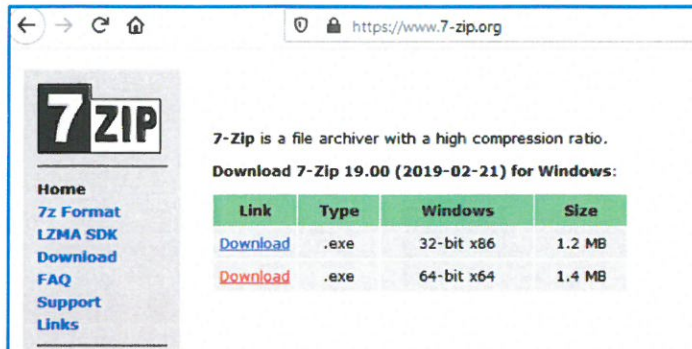 https://www.7-zip.org
7ZIP
Home
7z Format
LZMA SDK
Download
FAQ
Support
Links
7-Zip is a file archiver with a high compression ratio.
Download 7-Zip 19.00 (2019-02-21) for Windows:
Link Type Windows Size
Download .exe 32-bit x86 1.2 MB
Download .exe 64-bit x64 1.4 MB